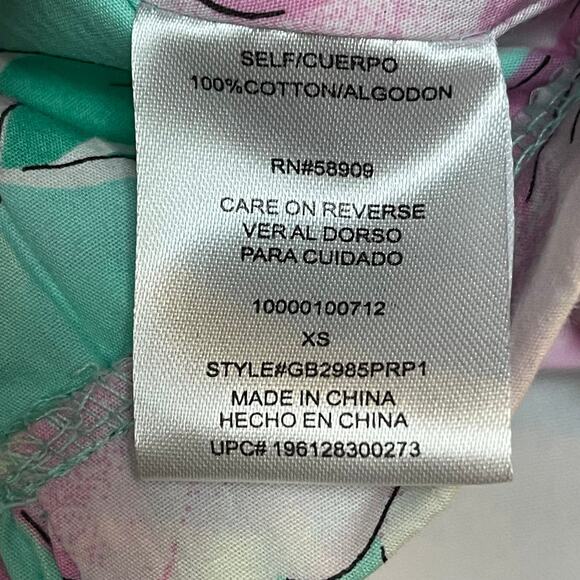 SELF/CUERPO
100%COTTON/ALGODON
RN#58909
CARE ON REVERSE
VER AL DORSO
PARA CUIDADO
10000100712
XS
STYLE#GB2985PRP1
MADE IN CHINA
HECHO EN CHINA
UPC# 196128300273